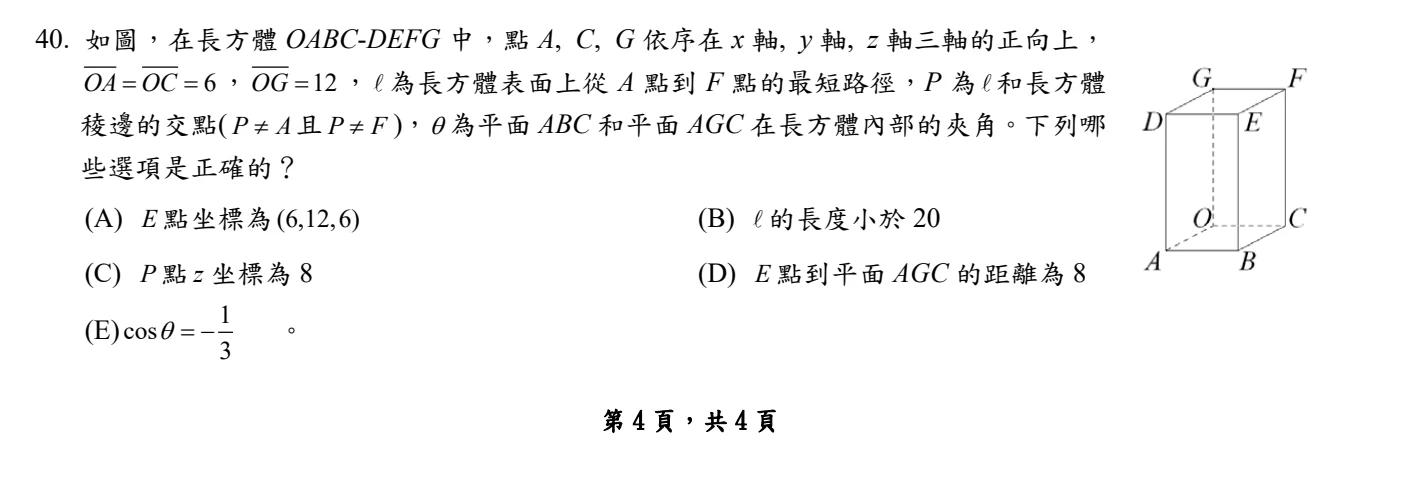 40. 如圖，在長方體 OABC-DEFG 中，點 A, C, G 依序在 x 軸, y 軸, z 軸三軸的正向上，
$\overline{OA}=\overline{OC}=6$，$\overline{OG}=12$，ℓ 為長方體表面上從 A 點到 F 點的最短路徑，P 為 ℓ 和長方體
稜邊的交點( P ≠ A 且 P ≠ F )，θ 為平面 ABC 和平面 AGC 在長方體內部的夾角。下列哪
些選項是正確的？
(A) E 點坐標為 (6,12,6) (B) ℓ 的長度小於 20
(C) P 點 z 坐標為 8 (D) E 點到平面 AGC 的距離為 8
(E) $\cos\theta=-\frac{1}{3}$ 。
G F
D E
O C
A B
第 4 頁，共 4 頁